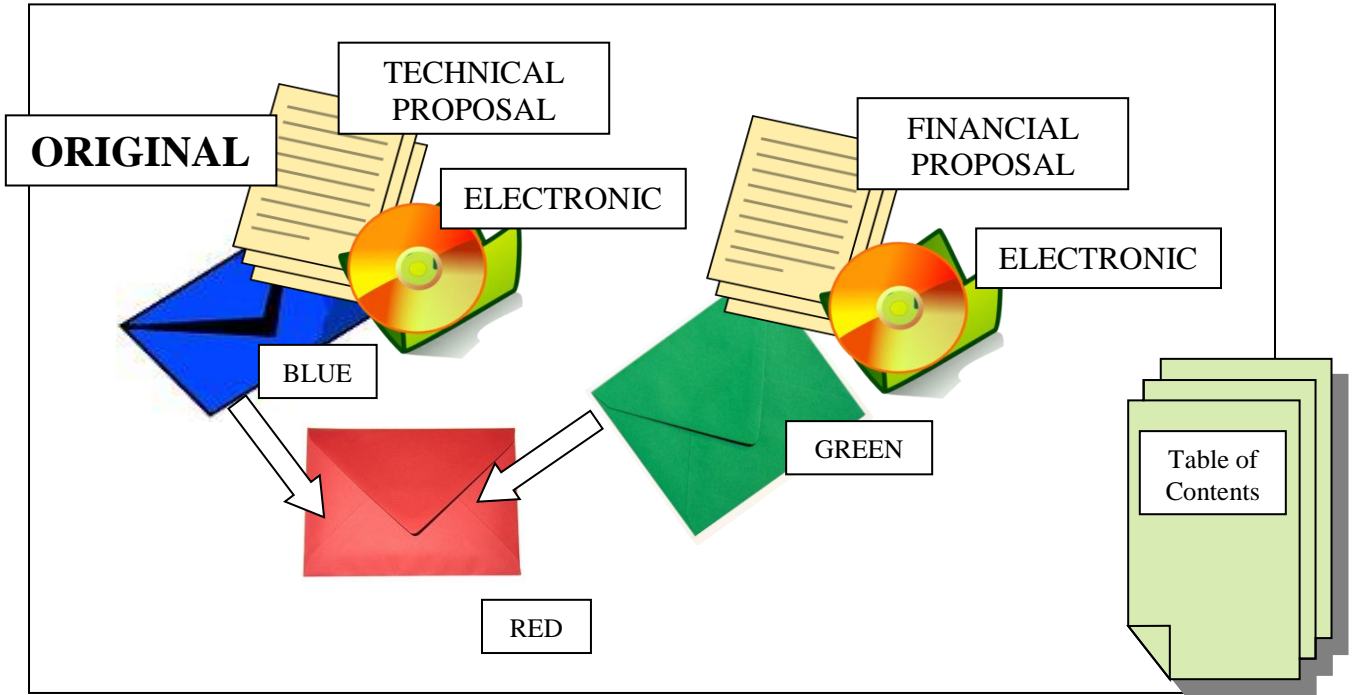 TECHNICAL
PROPOSAL
ORIGINAL
ELECTRONIC
FINANCIAL
PROPOSAL
ELECTRONIC
BLUE
GREEN
Table of
Contents
RED